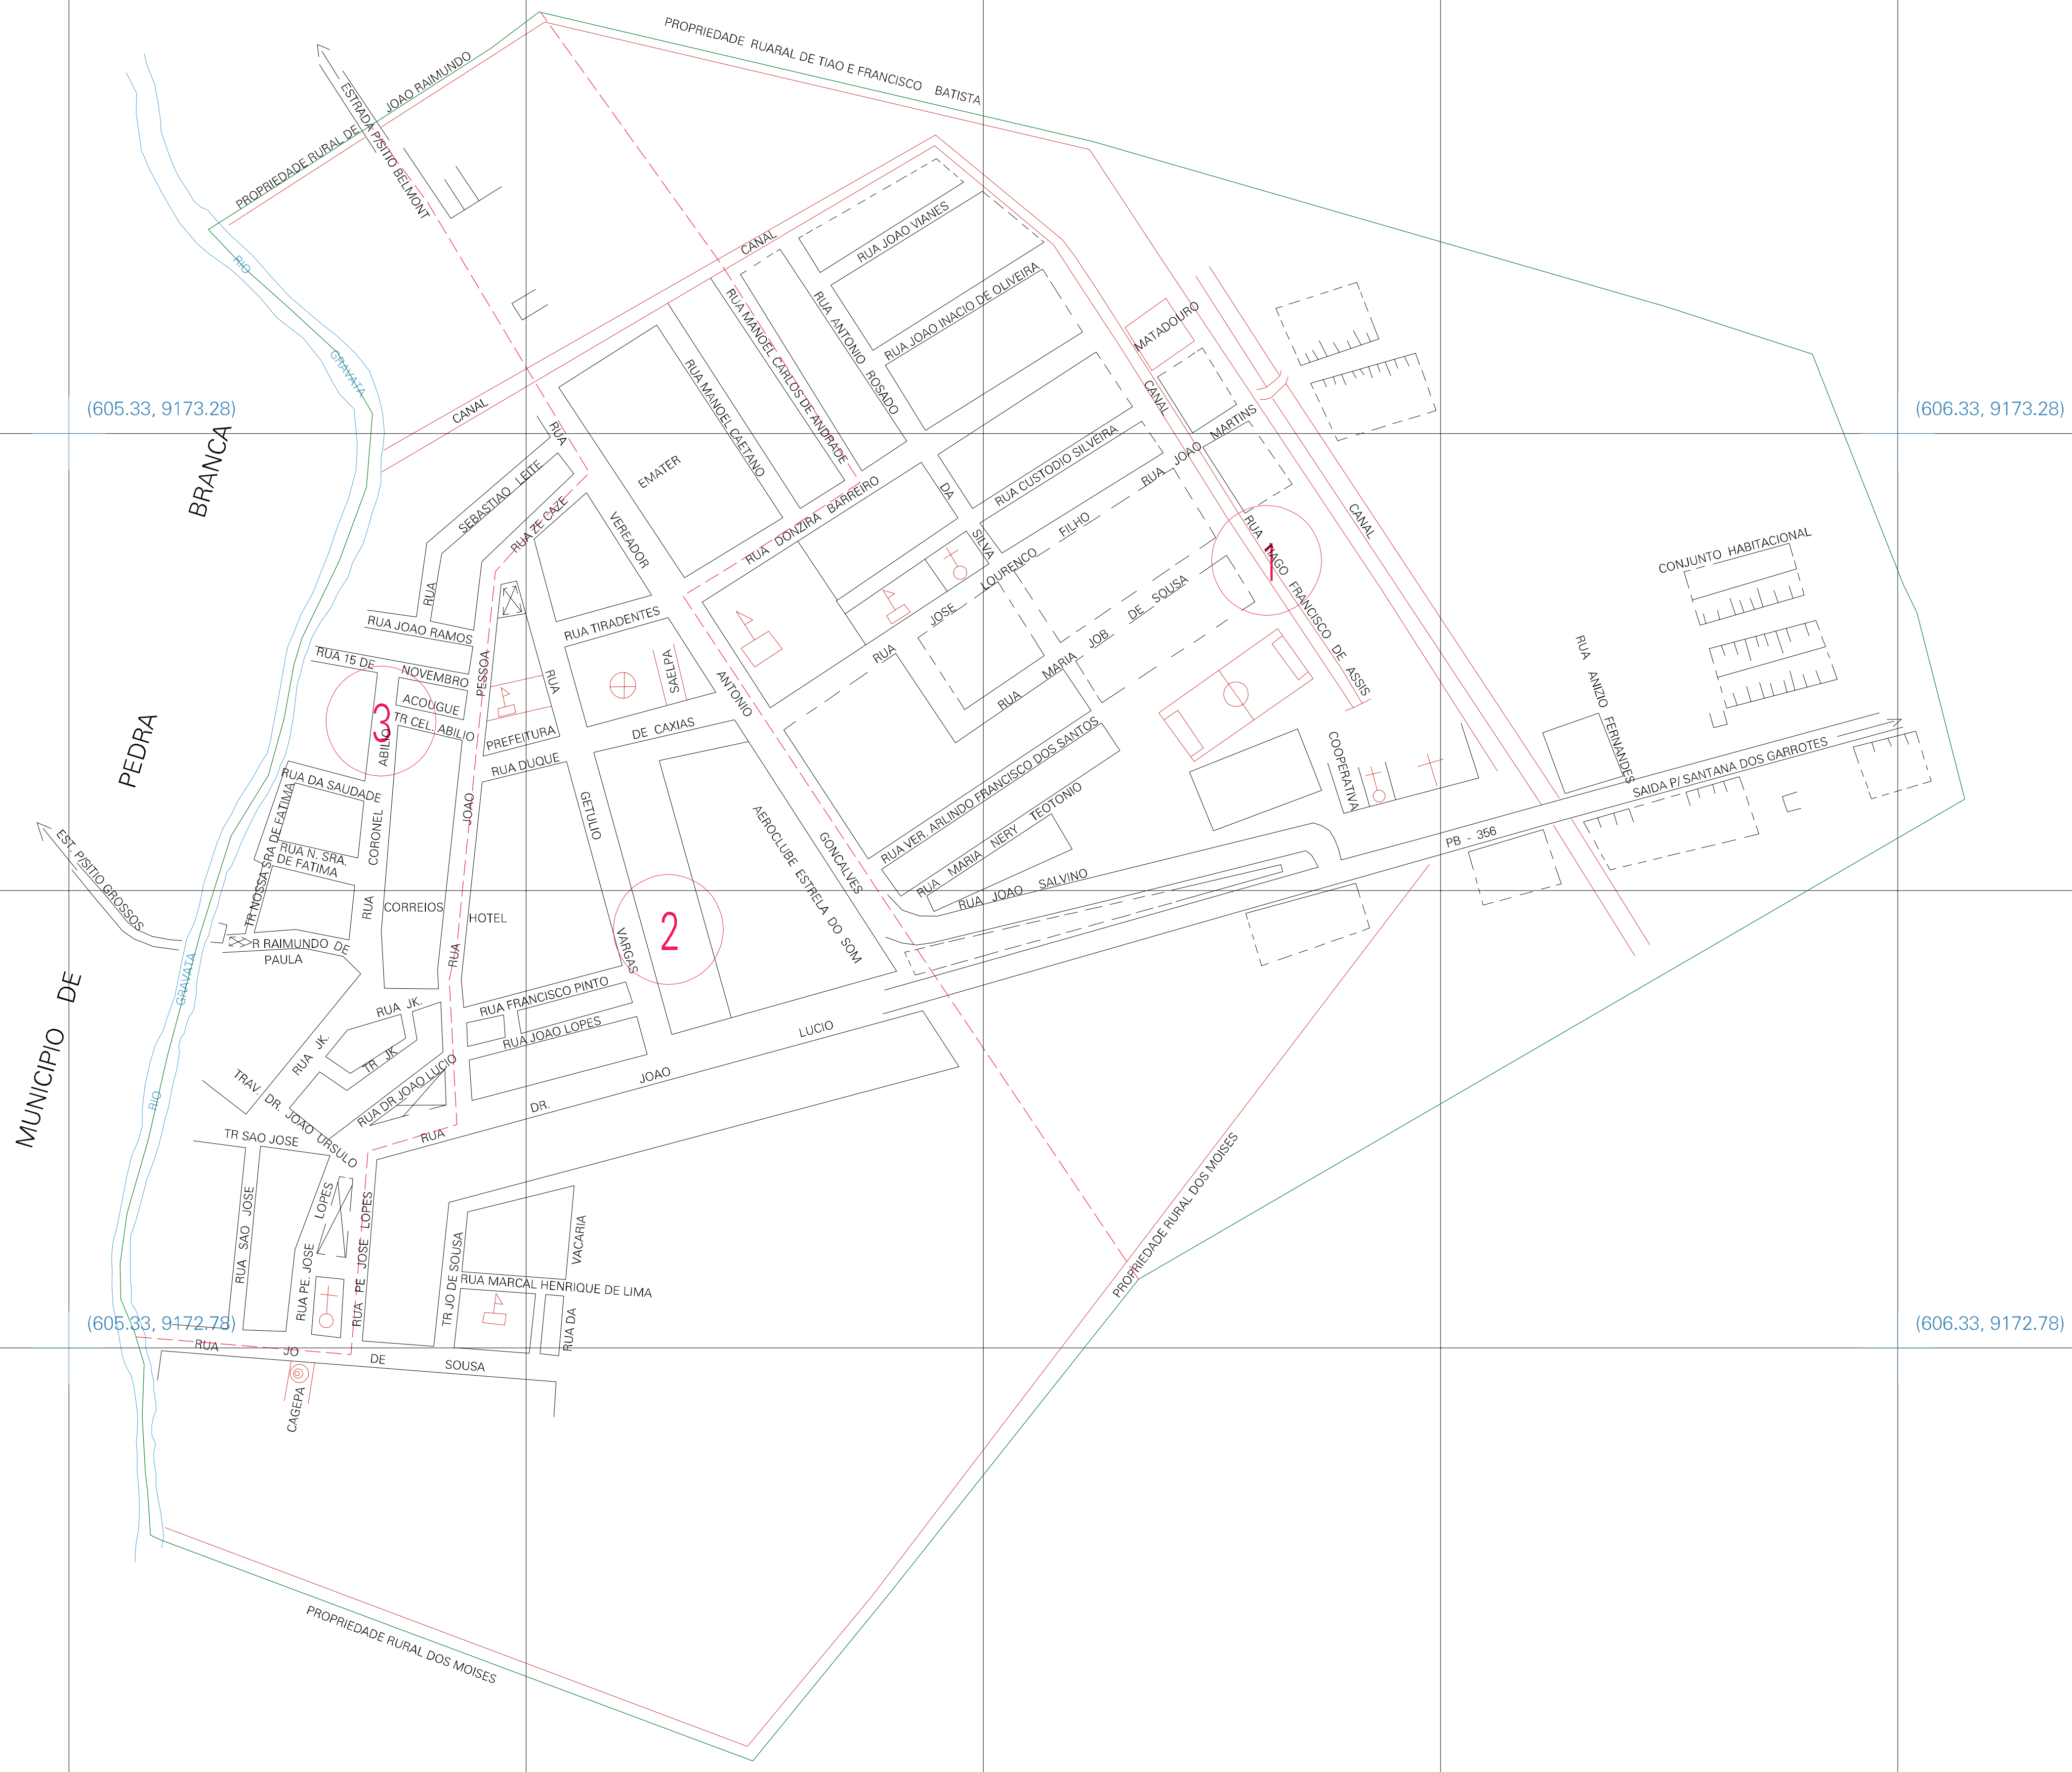 PROPRIEDADE RUARAL DE TIAO E FRANCISCO BATISTA
PROPRIEDADE RURAL DE JOAO RAIMUNDO
ESTRADA P/SITIO BELMONT
RIO
GRAVATA
CANAL
CANAL
RUA JOAO VIANES
RUA JOAO INACIO DE OLIVEIRA
RUA ANTONIO ROSADO
RUA MANOEL CARLOS DE ANDRADE
RUA MANOEL CAETANO
MATADOURO
CANAL
RUA JOAO MARTINS
CANAL
(605.33, 9173.28)
(606.33, 9173.28)
MUNICIPIO DE PEDRA BRANCA
EMATER
RUA
VEREADOR
ANTONIO
GONCALVES
DA
SILVA
RUA CUSTODIO SILVEIRA
RUA DONZIRA BARREIRO
RUA SEBASTIAO LEITE
RUA ZE CAZE
RUA JOSE LOURENCO FILHO
RUA MARIA JOB DE SOUSA
RUA TIAGO FRANCISCO DE ASSIS
1
CONJUNTO HABITACIONAL
RUA ANIZIO FERNANDES
RUA JOAO RAMOS
RUA 15 DE NOVEMBRO
RUA TIRADENTES
SAELPA
ACOUGUE
TR CEL. ABILIO
3
PREFEITURA
RUA DUQUE DE CAXIAS
RUA JOAO PESSOA
RUA GETULIO VARGAS
RUA CORONEL ABILIO
RUA DA SAUDADE
RUA N. SRA.
DE FATIMA
TR NOSSA SRA DE FATIMA
EST. P/SITIO GROSSOS
CORREIOS
HOTEL
2
AEROCLUBE ESTRELA DO SOM
RUA VER. ARLINDO FRANCISCO DOS SANTOS
RUA MARIA NERY TEOTONIO
RUA JOAO SALVINO
COOPERATIVA
PB - 356
SAIDA P/ SANTANA DOS GARROTES
R RAIMUNDO DE
PAULA
GRAVATA
RIO
RUA JK.
RUA JK.
TR JK
RUA FRANCISCO PINTO
RUA JOAO LOPES
RUA DR JOAO LUCIO
RUA DR. JOAO LUCIO
TRAV. DR. JOAO URSULO
TR SAO JOSE
RUA SAO JOSE
RUA PE. JOSE LOPES
RUA PE JOSE LOPES
TR JO DE SOUSA
RUA DA VACARIA
RUA MARCAL HENRIQUE DE LIMA
PROPRIEDADE RURAL DOS MOISES
(605.33, 9172.78)
(606.33, 9172.78)
RUA JO DE SOUSA
CAGEPA
PROPRIEDADE RURAL DOS MOISES